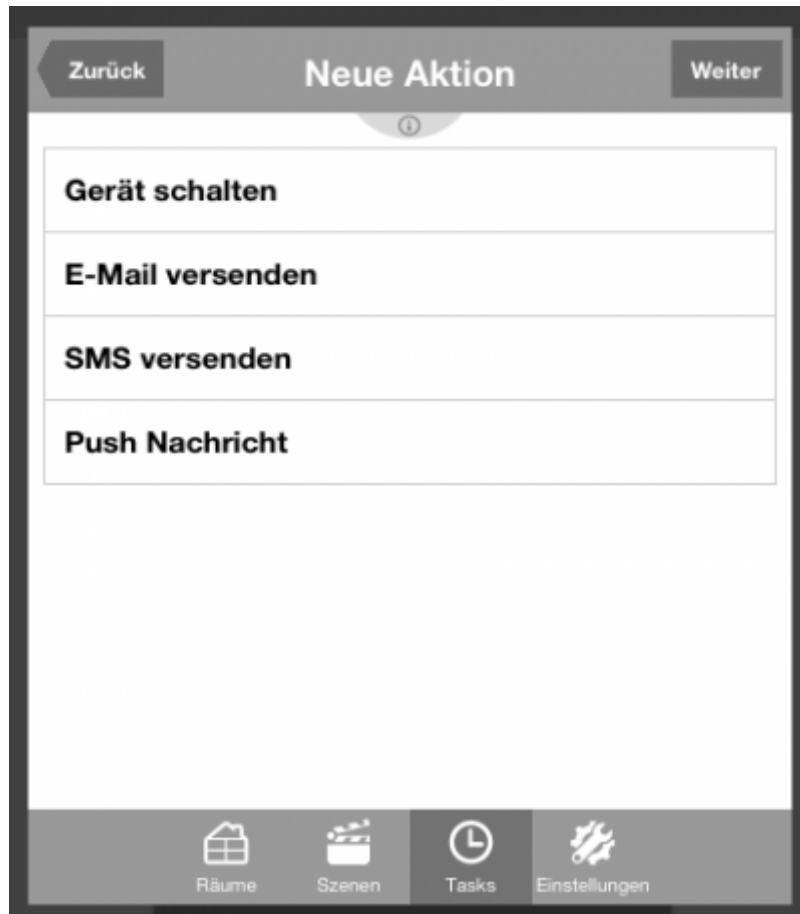 Zurück
Neue Aktion
Weiter
Gerät schalten
E-Mail versenden
SMS versenden
Push Nachricht
Räume
Szenen
Tasks
Einstellungen